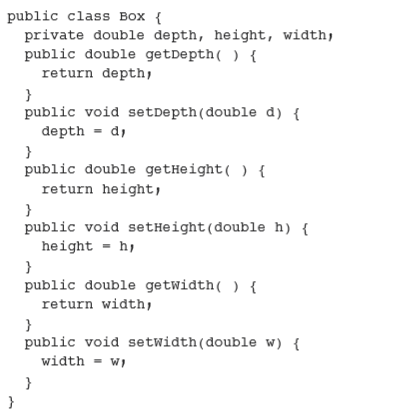 public class Box {
  private double depth, height, width;
  public double getDepth( ) {
    return depth;
  }
  public void setDepth(double d) {
    depth = d;
  }
  public double getHeight( ) {
    return height;
  }
  public void setHeight(double h) {
    height = h;
  }
  public double getWidth( ) {
    return width;
  }
  public void setWidth(double w) {
    width = w;
  }
}